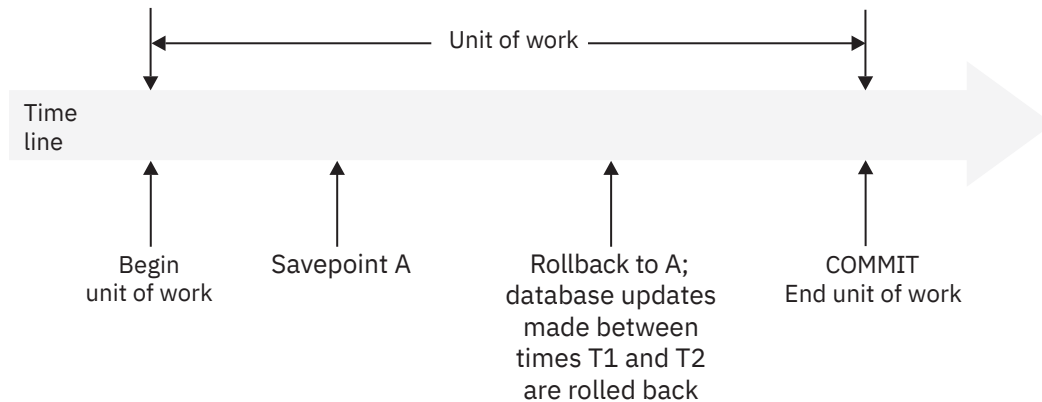 Unit of work
Time
line
Begin
unit of work
Savepoint A
Rollback to A;
database updates
made between
times T1 and T2
are rolled back
COMMIT
End unit of work